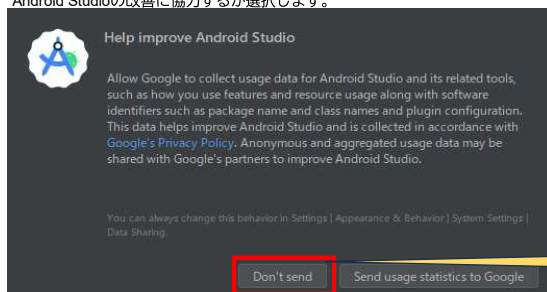 Android Studioの改善に協力するか選択します。
Help improve Android Studio
Allow Google to collect usage data for Android Studio and its related tools,
such as how you use features and resource usage along with software
identifiers such as package name and class names and plugin configuration.
This data helps improve Android Studio and is collected in accordance with
Google's Privacy Policy. Anonymous and aggregated usage data may be
shared with Google's partners to improve Android Studio.
You can always change this behavior in Settings | Appearance & Behavior | System Settings |
Data Sharing.
Don't send Send usage statistics to Google